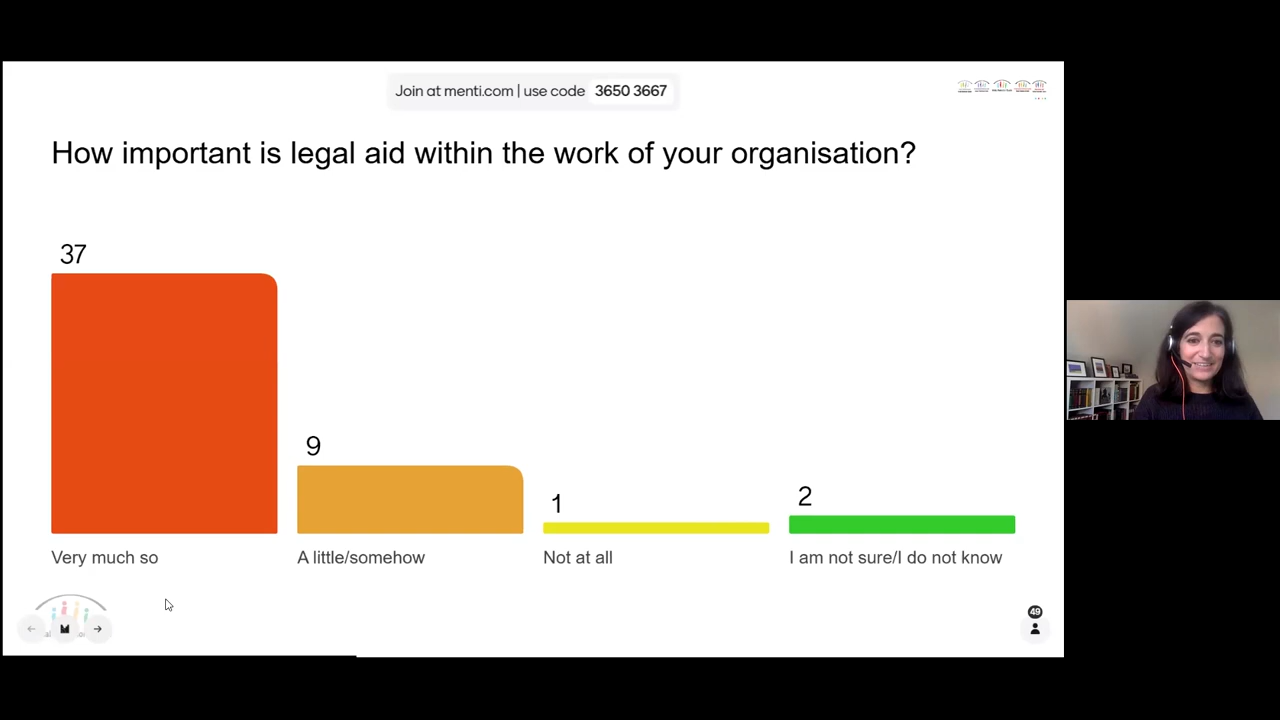 Join at menti.com | use code 3650 3667
How important is legal aid within the work of your organisation?
37
9
1
2
Very much so
A little/somehow
Not at all
I am not sure/I do not know
49